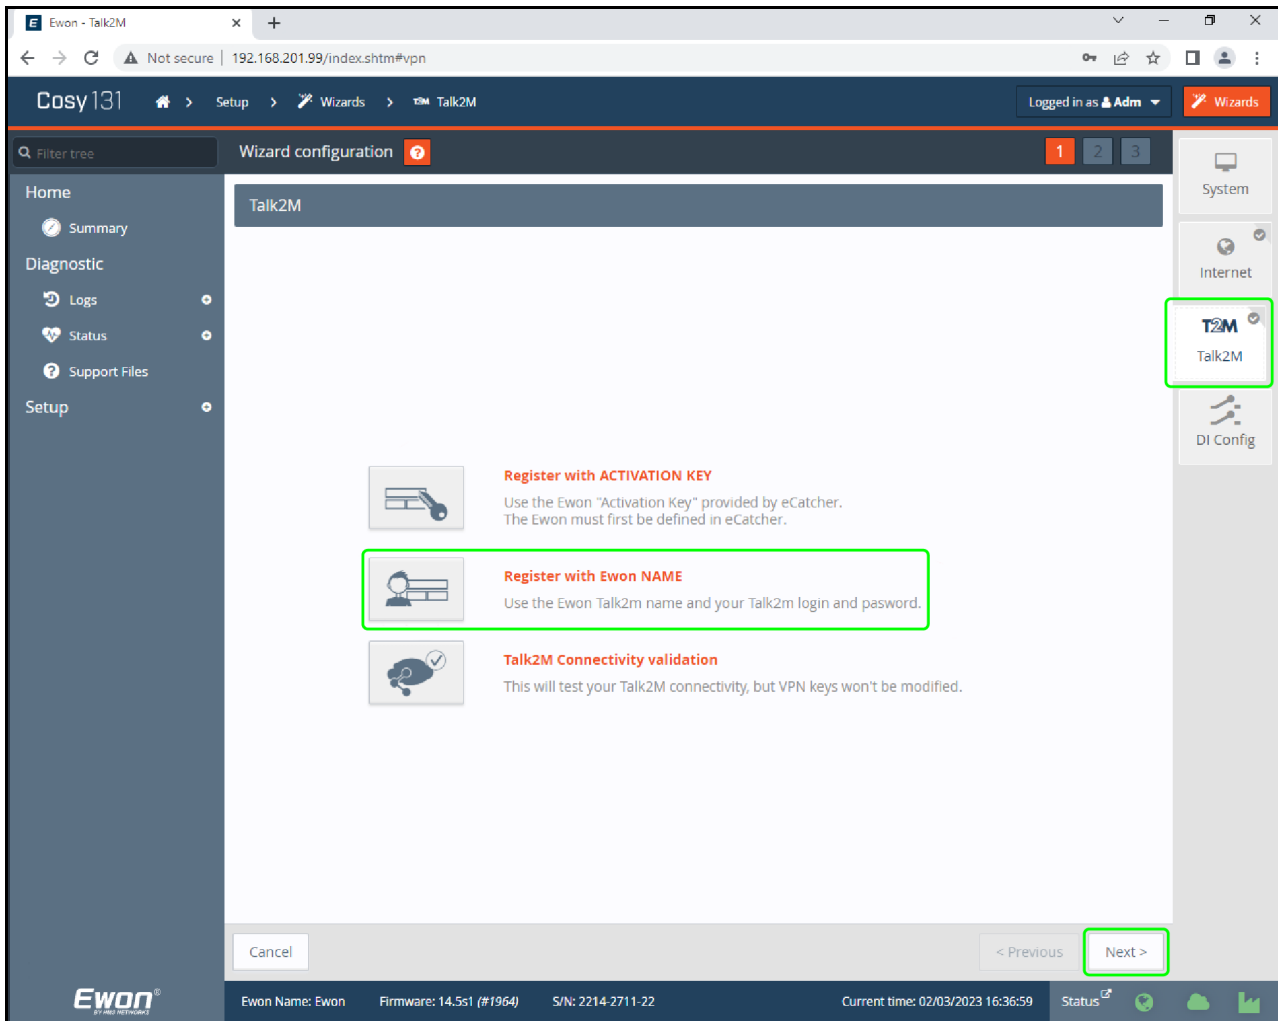 Ewon - Talk2M
Not secure | 192.168.201.99/index.shtm#vpn
Cosy 131 > Setup > Wizards > T2M Talk2M
Logged in as Adm
Wizards
Filter tree
Wizard configuration ?
1 2 3
Home
Summary
Diagnostic
Logs
Status
Support Files
Setup
Talk2M
Register with ACTIVATION KEY
Use the Ewon "Activation Key" provided by eCatcher.
The Ewon must first be defined in eCatcher.
Register with Ewon NAME
Use the Ewon Talk2m name and your Talk2m login and pasword.
Talk2M Connectivity validation
This will test your Talk2M connectivity, but VPN keys won't be modified.
System
Internet
T2M
Talk2M
DI Config
Cancel
< Previous
Next >
Ewon®
BY HMS NETWORKS
Ewon Name: Ewon
Firmware: 14.5s1 (#1964)
S/N: 2214-2711-22
Current time: 02/03/2023 16:36:59
Status